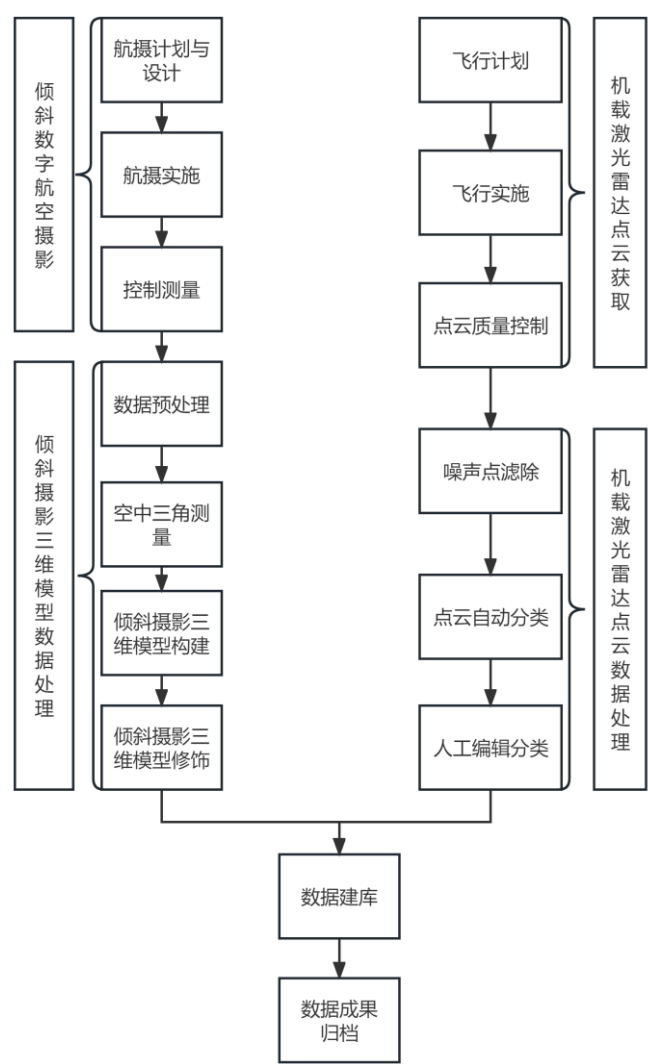 倾斜数字航空摄影
航摄计划与
设计
航摄实施
控制测量
倾斜摄影三维模型数据处理
数据预处理
空中三角测
量
倾斜摄影三
维模型构建
倾斜摄影三
维模型修饰
飞行计划
飞行实施
点云质量控制
机载激光雷达点云获取
噪声点滤除
点云自动分类
人工编辑分类
机载激光雷达点云数据处理
数据建库
数据成果
归档